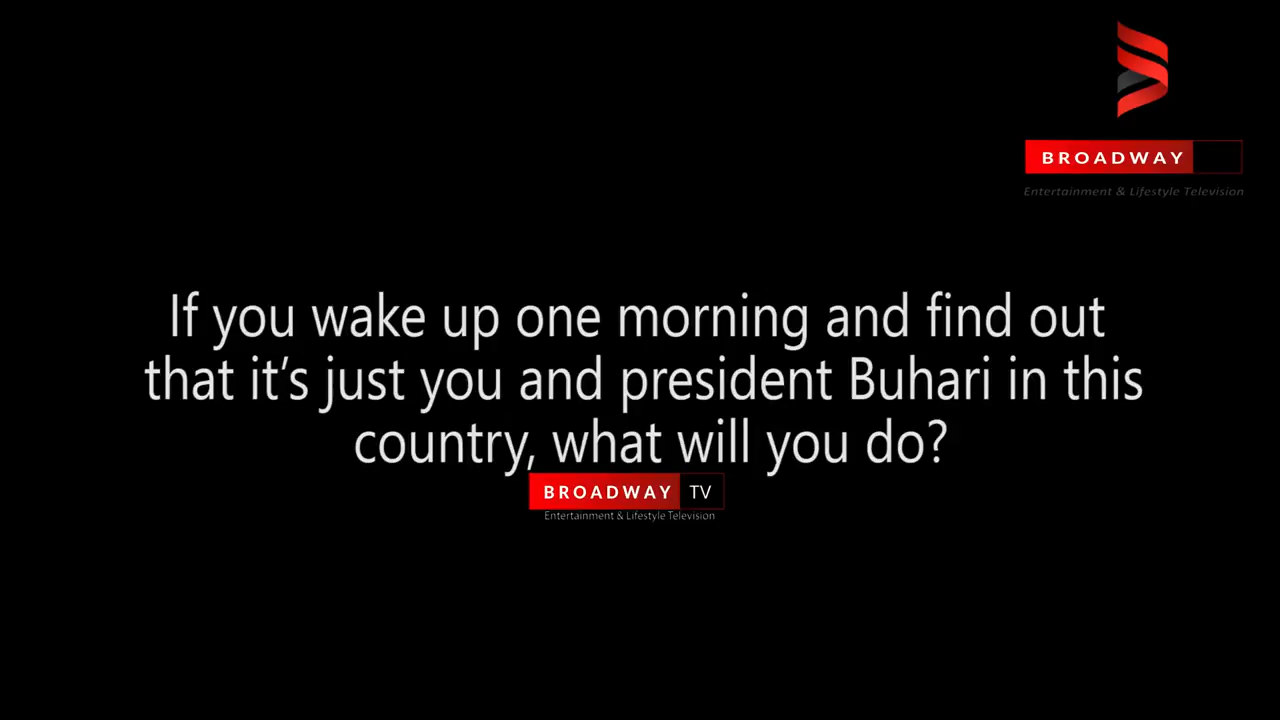 BROADWAY
Entertainment & Lifestyle Television
If you wake up one morning and find out
that it’s just you and president Buhari in this
country, what will you do?
BROADWAY TV
Entertainment & Lifestyle Television